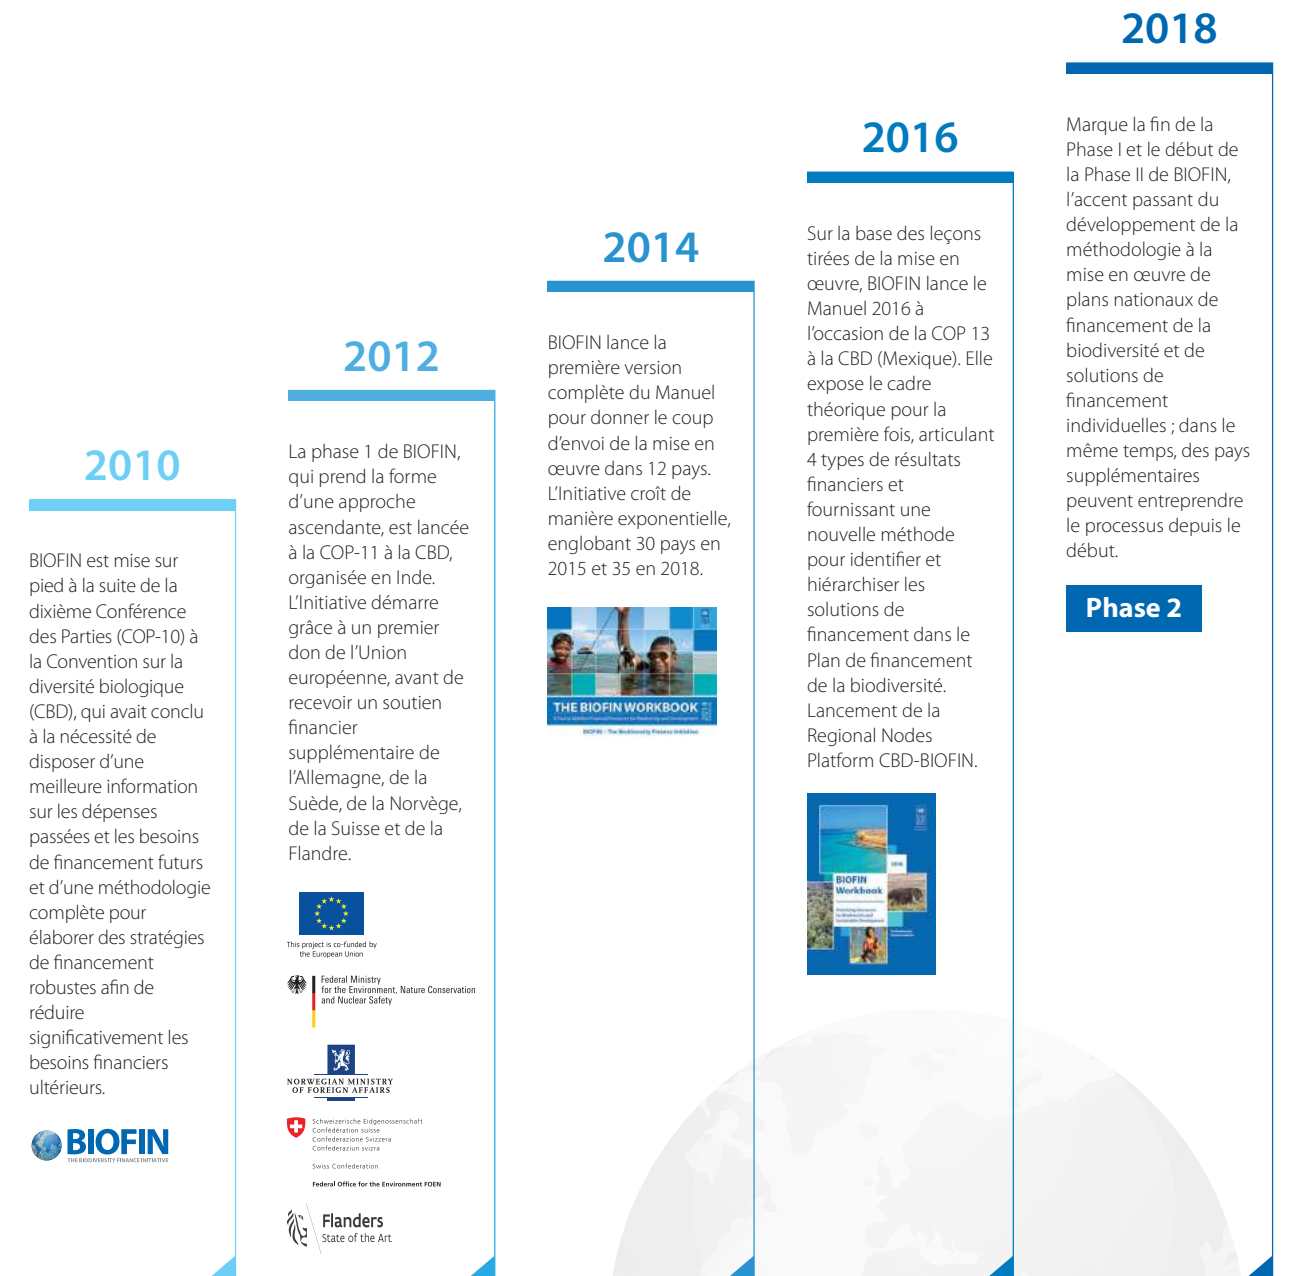 2010
BIOFIN est mise sur
pied à la suite de la
dixième Conférence
des Parties (COP-10) à
la Convention sur la
diversité biologique
(CBD), qui avait conclu
à la nécessité de
disposer d’une
meilleure information
sur les dépenses
passées et les besoins
de financement futurs
et d’une méthodologie
complète pour
élaborer des stratégies
de financement
robustes afin de
réduire
significativement les
besoins financiers
ultérieurs.
BIOFIN
THE BIODIVERSITY FINANCE INITIATIVE
2012
La phase 1 de BIOFIN,
qui prend la forme
d’une approche
ascendante, est lancée
à la COP-11 à la CBD,
organisée en Inde.
L’Initiative démarre
grâce à un premier
don de l’Union
européenne, avant de
recevoir un soutien
financier
supplémentaire de
l’Allemagne, de la
Suède, de la Norvège,
de la Suisse et de la
Flandre.
This project is co-funded by
the European Union
Federal Ministry
for the Environment, Nature Conservation
and Nuclear Safety
NORWEGIAN MINISTRY
OF FOREIGN AFFAIRS
Schweizerische Eidgenossenschaft
Confédération suisse
Confederazione Svizzera
Confederaziun svizra
Swiss Confederation
Federal Office for the Environment FOEN
Flanders
State of the Art
2014
BIOFIN lance la
première version
complète du Manuel
pour donner le coup
d’envoi de la mise en
œuvre dans 12 pays.
L’Initiative croît de
manière exponentielle,
englobant 30 pays en
2015 et 35 en 2018.
THE BIOFIN WORKBOOK
2014
BIOFIN - The Biodiversity Finance Initiative
2016
Sur la base des leçons
tirées de la mise en
œuvre, BIOFIN lance le
Manuel 2016 à
l’occasion de la COP 13
à la CBD (Mexique). Elle
expose le cadre
théorique pour la
première fois, articulant
4 types de résultats
financiers et
fournissant une
nouvelle méthode
pour identifier et
hiérarchiser les
solutions de
financement dans le
Plan de financement
de la biodiversité.
Lancement de la
Regional Nodes
Platform CBD-BIOFIN.
2016
BIOFIN
Workbook
2018
Marque la fin de la
Phase I et le début de
la Phase II de BIOFIN,
l’accent passant du
développement de la
méthodologie à la
mise en œuvre de
plans nationaux de
financement de la
biodiversité et de
solutions de
financement
individuelles ; dans le
même temps, des pays
supplémentaires
peuvent entreprendre
le processus depuis le
début.
Phase 2